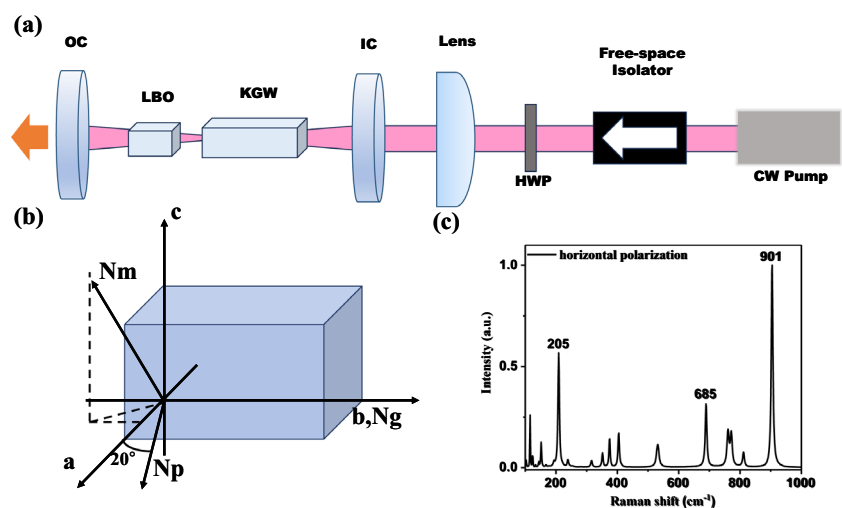 (a)
OC
LBO
KGW
IC
Lens
HWP
Free-space
Isolator
CW Pump
(b)
c
Nm
b,Ng
a
20°
Np
(c)
horizontal polarization
901
205
685
Intensity (a.u.)
1.0
0.5
0.0
200
400
600
800
1000
Raman shift (cm⁻¹)